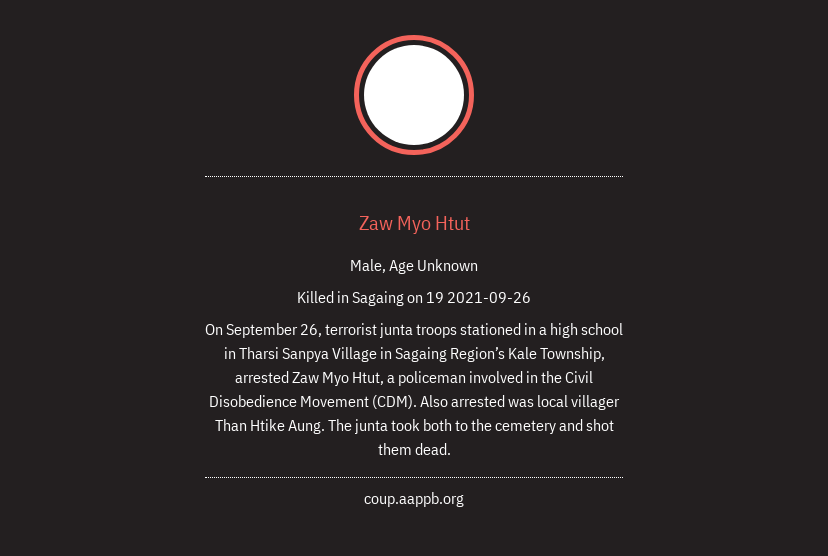 Zaw Myo Htut
Male, Age Unknown
Killed in Sagaing on 19 2021-09-26
On September 26, terrorist junta troops stationed in a high school
in Tharsi Sanpya Village in Sagaing Region’s Kale Township,
arrested Zaw Myo Htut, a policeman involved in the Civil
Disobedience Movement (CDM). Also arrested was local villager
Than Htike Aung. The junta took both to the cemetery and shot
them dead.
coup.aappb.org